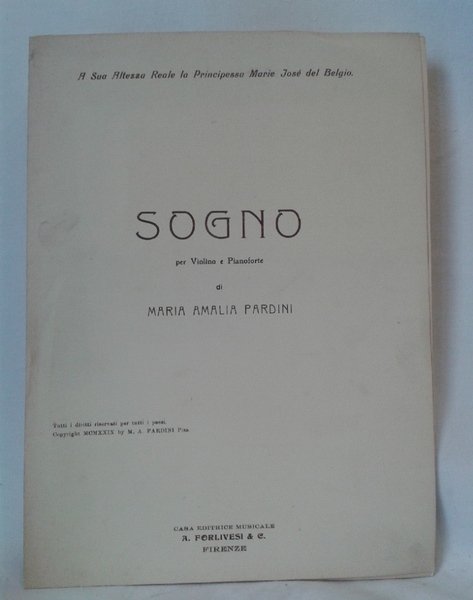 A Sua Altezza Reale la Principessa Marie José del Belgio.
SOGNO
per Violino e Pianoforte
di
MARIA AMALIA PARDINI
Tutti i diritti riservati per tutti i paesi.
Copyright MCMXXIX by M. A. PARDINI Pisa
CASA EDITRICE MUSICALE
A. FORLIVESI & C.
FIRENZE